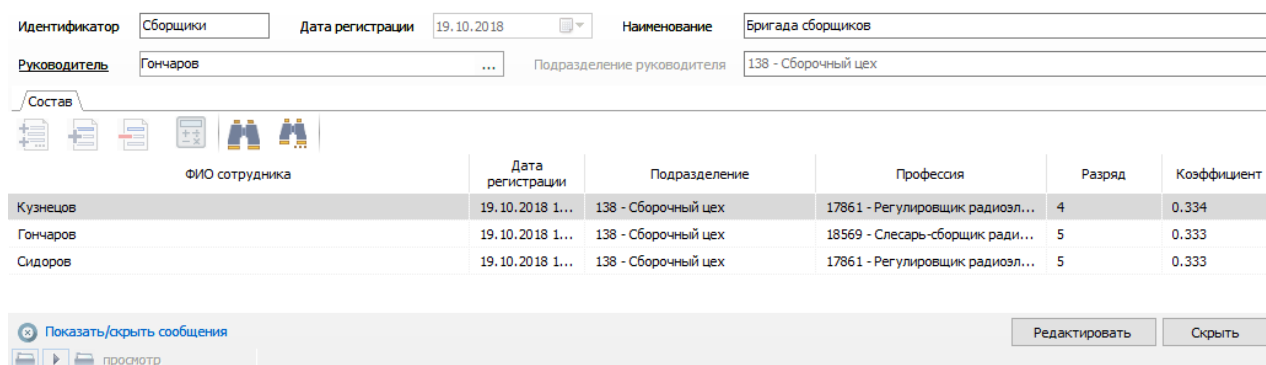 Идентификатор Сборщики Дата регистрации 19.10.2018 Наименование Бригада сборщиков
Руководитель Гончаров ... Подразделение руководителя 138 - Сборочный цех
Состав
ФИО сотрудника Дата регистрации Подразделение Профессия Разряд Коэффициент
Кузнецов 19.10.2018 1... 138 - Сборочный цех 17861 - Регулировщик радиоэл... 4 0.334
Гончаров 19.10.2018 1... 138 - Сборочный цех 18569 - Слесарь-сборщик ради... 5 0.333
Сидоров 19.10.2018 1... 138 - Сборочный цех 17861 - Регулировщик радиоэл... 5 0.333
Показать/скрыть сообщения Редактировать Скрыть
просмотр